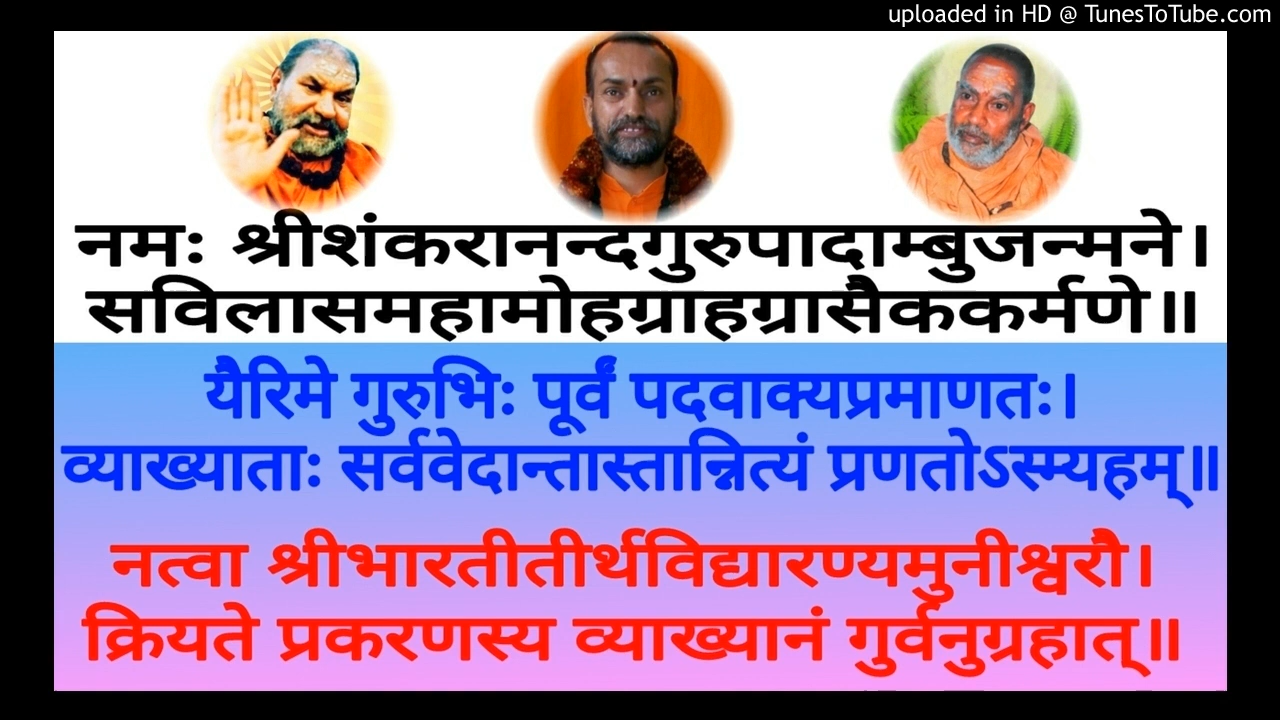 uploaded in HD @ TunesToTube.com
नमः श्रीशंकरानन्दगुरुपादाम्बुजन्मने।
सविलासमहामोहग्राहग्रासैककर्मणे॥
यैरिमे गुरुभिः पूर्वं पदवाक्यप्रमाणतः।
व्याख्याताः सर्ववेदान्तास्तान्नित्यं प्रणतोऽस्म्यहम्॥
नत्वा श्रीभारतीतीर्थविद्यारण्यमुनीश्वरौ।
क्रियते प्रकरणस्य व्याख्यानं गुर्वनुग्रहात्॥